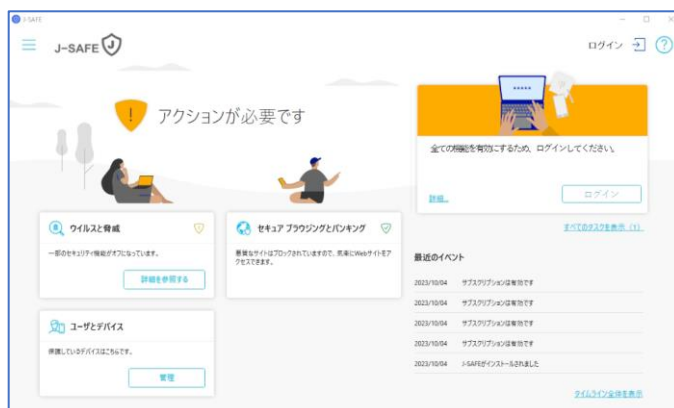 J-SAFE
J-SAFE
ログイン
アクションが必要です
全ての機能を有効にするため、ログインしてください。
詳細...
ログイン
すべてのタスクを表示 (1)
ウイルスと脅威
一部のセキュリティ機能がオフになっています。
詳細を参照する
セキュア ブラウジングとバンキング
悪質なサイトはブロックされていますので、気楽にWebサイトをア
クセスできます。
ユーザとデバイス
保護しているデバイスはこちらです。
管理
最近のイベント
2023/10/04 サブスクリプションは有効です
2023/10/04 サブスクリプションは有効です
2023/10/04 サブスクリプションは有効です
2023/10/04 サブスクリプションは有効です
2023/10/04 J-SAFEがインストールされました
タイムライン全体を表示